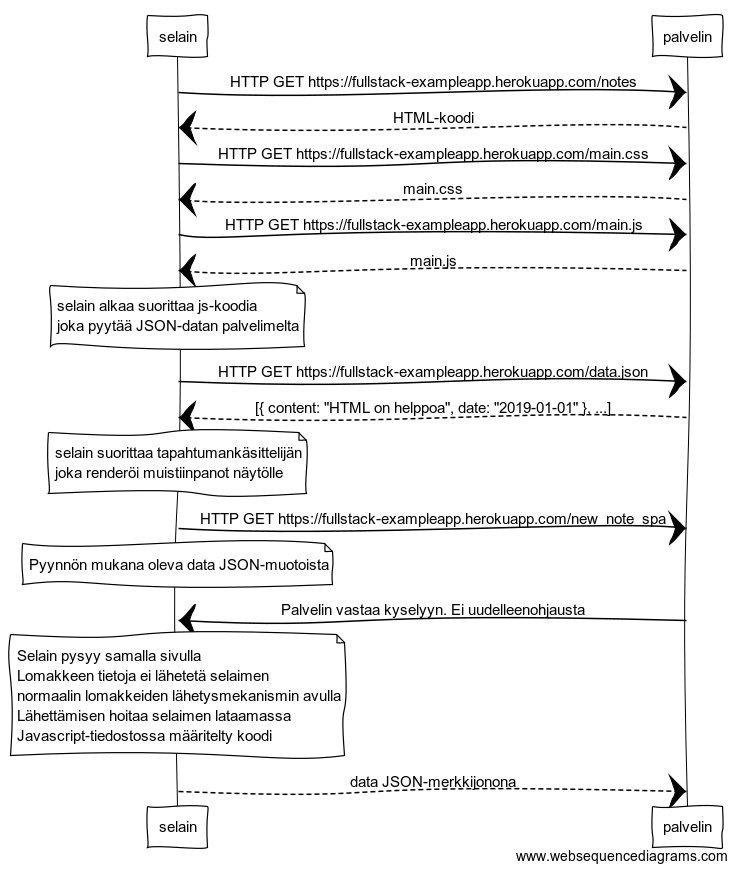 selain
palvelin
HTTP GET https://fullstack-exampleapp.herokuapp.com/notes
HTML-koodi
HTTP GET https://fullstack-exampleapp.herokuapp.com/main.css
main.css
HTTP GET https://fullstack-exampleapp.herokuapp.com/main.js
main.js
selain alkaa suorittaa js-koodia
joka pyytää JSON-datan palvelimelta
HTTP GET https://fullstack-exampleapp.herokuapp.com/data.json
[{ content: "HTML on helppoa", date: "2019-01-01" }, ...]
selain suorittaa tapahtumankäsittelijän
joka renderöi muistiinpanot näytölle
HTTP GET https://fullstack-exampleapp.herokuapp.com/new_note_spa
Pyynnön mukana oleva data JSON-muotoista
Palvelin vastaa kyselyyn. Ei uudelleenohjausta
Selain pysyy samalla sivulla
Lomakkeen tietoja ei lähetetä selaimen
normaalin lomakkeiden lähetysmekanismin avulla
Lähettämisen hoitaa selaimen lataamassa
Javascript-tiedostossa määritelty koodi
data JSON-merkkijonona
selain
palvelin
www.websequencediagrams.com